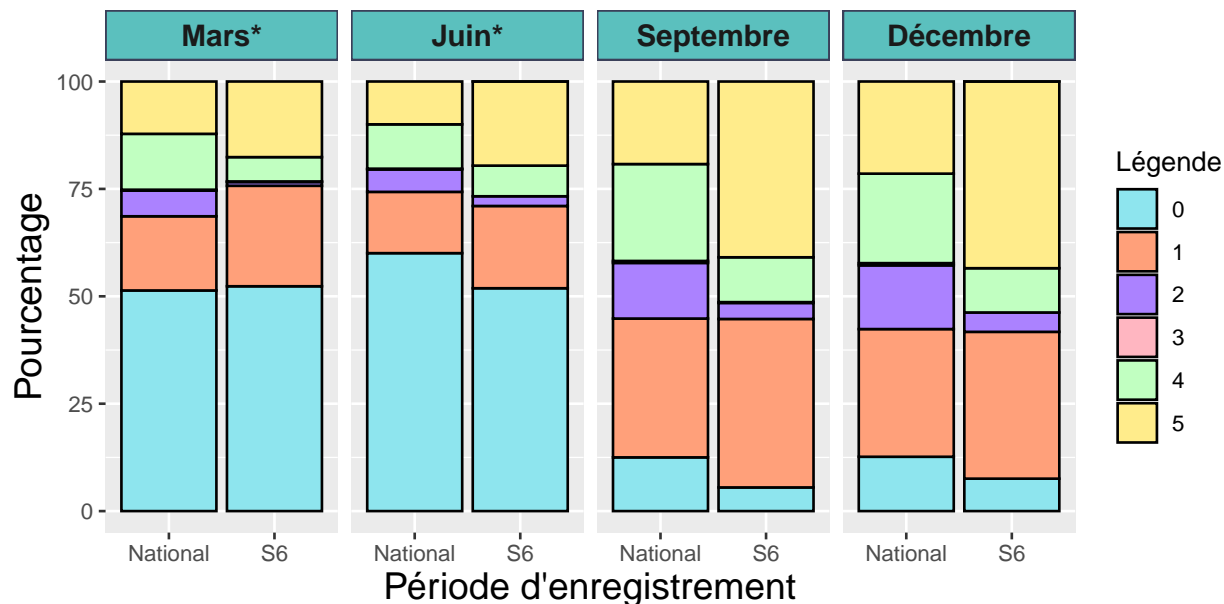 Mars* Juin* Septembre Décembre
Pourcentage
100
75
50
25
0
National S6 National S6 National S6 National S6
Période d'enregistrement
Légende
0
1
2
3
4
5